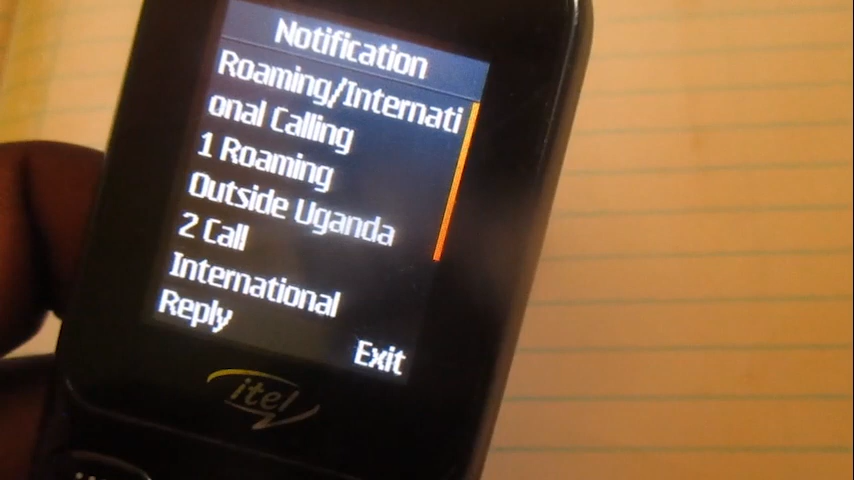 Notification
Roaming/Internati
onal Calling
1 Roaming
Outside Uganda
2 Call
International
Reply
Exit
itel